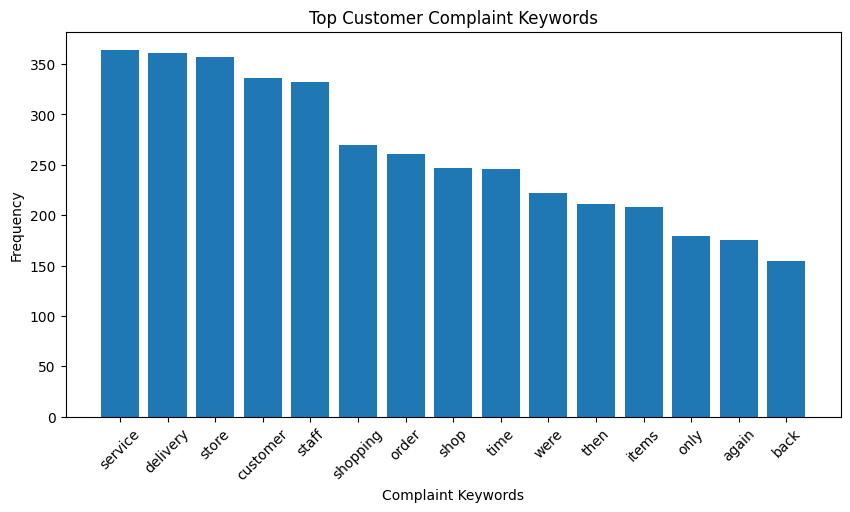 Top Customer Complaint Keywords
Frequency
350
300
250
200
150
100
50
0
service delivery store customer staff shopping order shop time were then items only again back
Complaint Keywords